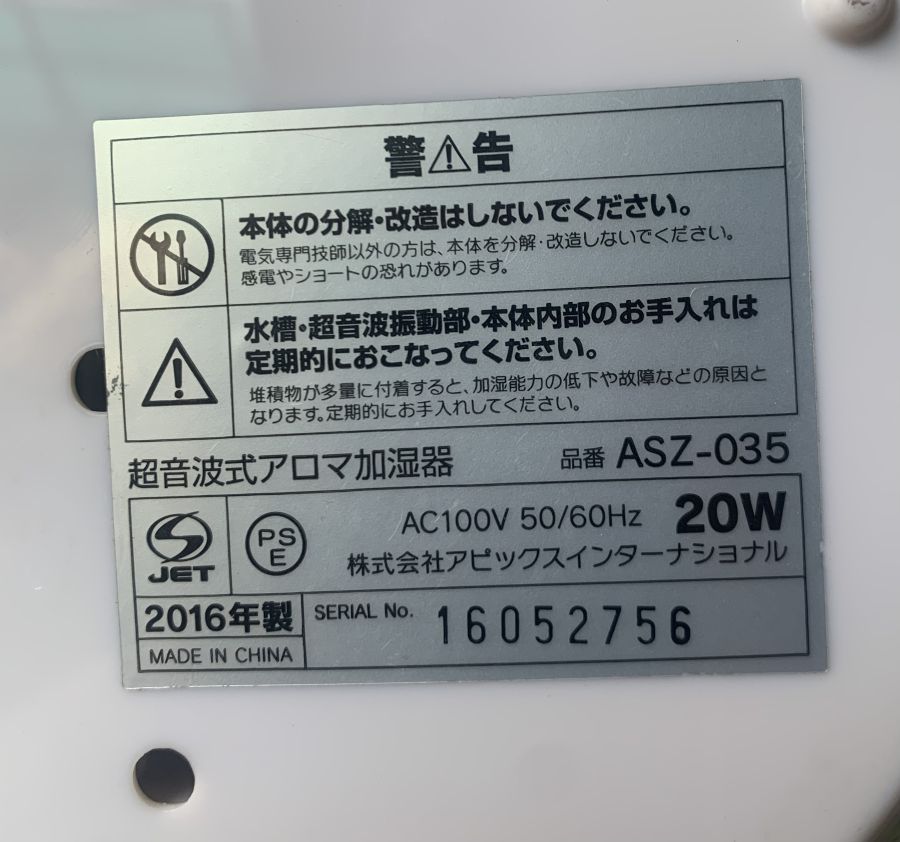 警⚠告
本体の分解・改造はしないでください。
電気専門技師以外の方は、本体を分解・改造しないでください。
感電やショートの恐れがあります。
水槽・超音波振動部・本体内部のお手入れは
定期的におこなってください。
堆積物が多量に付着すると、加湿能力の低下や故障などの原因と
なります。定期的にお手入れしてください。
超音波式アロマ加湿器 品番 ASZ-035
JET
PS
E
AC100V 50/60Hz 20W
株式会社アピックスインターナショナル
2016年製
MADE IN CHINA
SERIAL No. 16052756